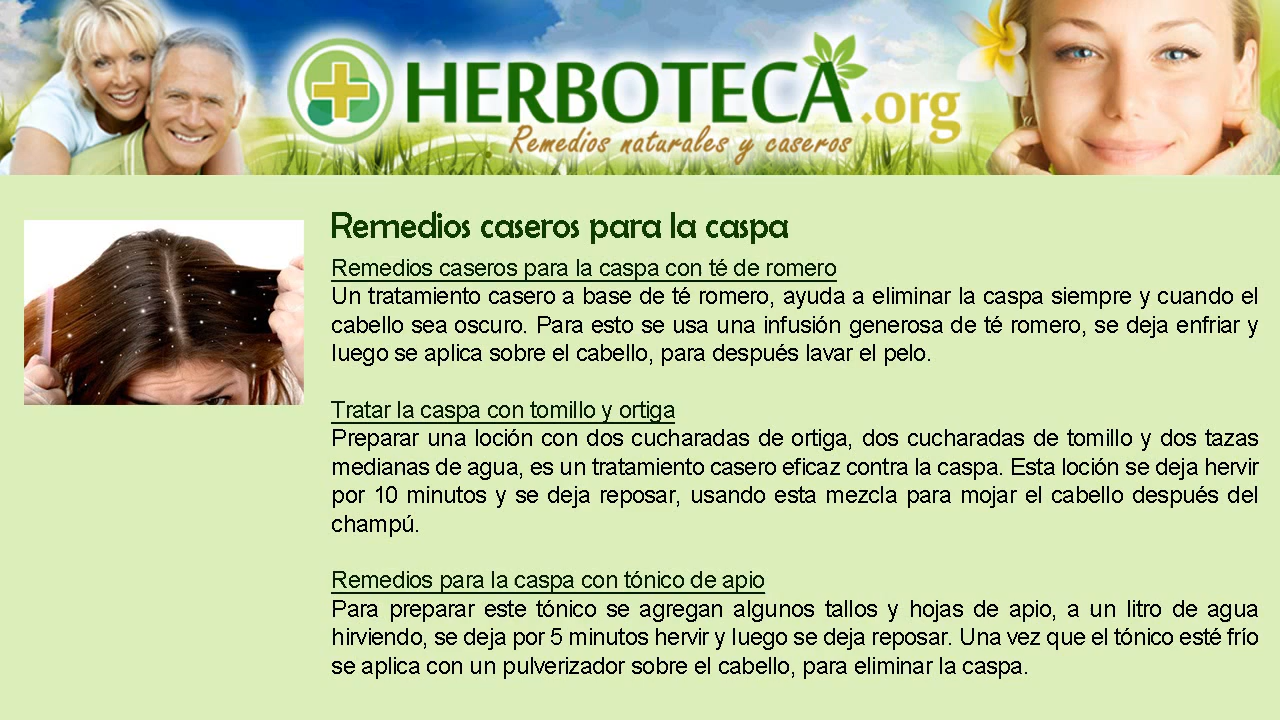 HERBOTECA.org
Remedios naturales y caseros
Remedios caseros para la caspa
Remedios caseros para la caspa con té de romero
Un tratamiento casero a base de té romero, ayuda a eliminar la caspa siempre y cuando el
cabello sea oscuro. Para esto se usa una infusión generosa de té romero, se deja enfriar y
luego se aplica sobre el cabello, para después lavar el pelo.
Tratar la caspa con tomillo y ortiga
Preparar una loción con dos cucharadas de ortiga, dos cucharadas de tomillo y dos tazas
medianas de agua, es un tratamiento casero eficaz contra la caspa. Esta loción se deja hervir
por 10 minutos y se deja reposar, usando esta mezcla para mojar el cabello después del
champú.
Remedios para la caspa con tónico de apio
Para preparar este tónico se agregan algunos tallos y hojas de apio, a un litro de agua
hirviendo, se deja por 5 minutos hervir y luego se deja reposar. Una vez que el tónico esté frío
se aplica con un pulverizador sobre el cabello, para eliminar la caspa.